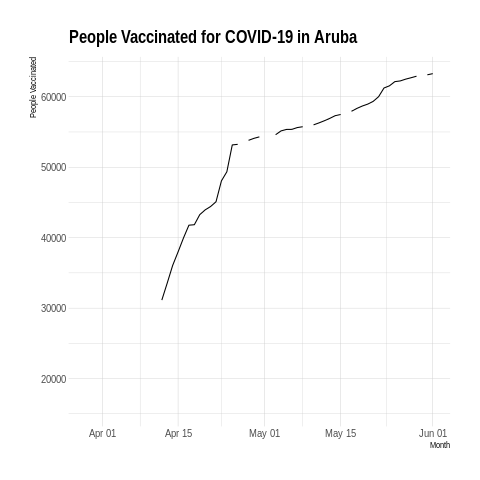 People Vaccinated for COVID-19 in Aruba
People Vaccinated
60000
50000
40000
30000
20000
Apr 01 Apr 15 May 01 May 15 Jun 01
Month